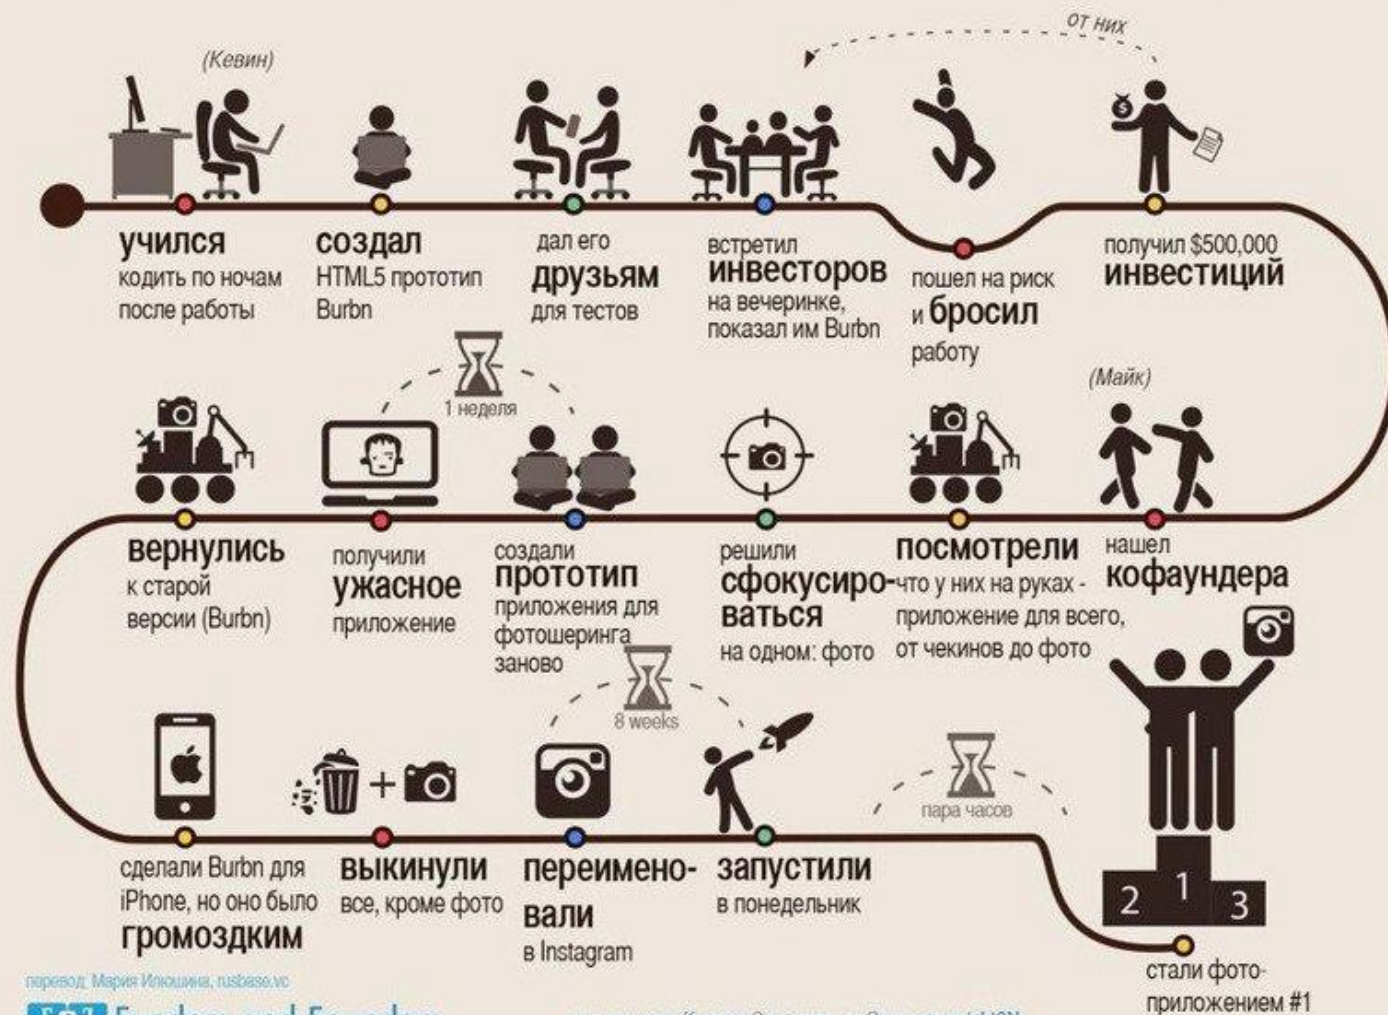 от них
(Кевин)
учился
кодить по ночам
после работы
создал
HTML5 прототип
Burbn
дал его
друзьям
для тестов
встретил
инвесторов
на вечеринке,
показал им Burbn
пошел на риск
и бросил
работу
$
получил $500,000
инвестиций
(Майк)
нашел
кофаундера
посмотрели
что у них на руках -
приложение для всего,
от чекинов до фото
решили
сфокусиро-
ваться
на одном: фото
создали
прототип
приложения для
фотошеринга
заново
1 неделя
получили
ужасное
приложение
вернулись
к старой
версии (Burbn)
сделали Burbn для
iPhone, но оно было
громоздким
+
выкинули
все, кроме фото
переимено-
вали
в Instagram
8 weeks
запустили
в понедельник
пара часов
2 1 3
стали фото-
приложением #1
перевод: Мария Илюшина, rusbase.vc